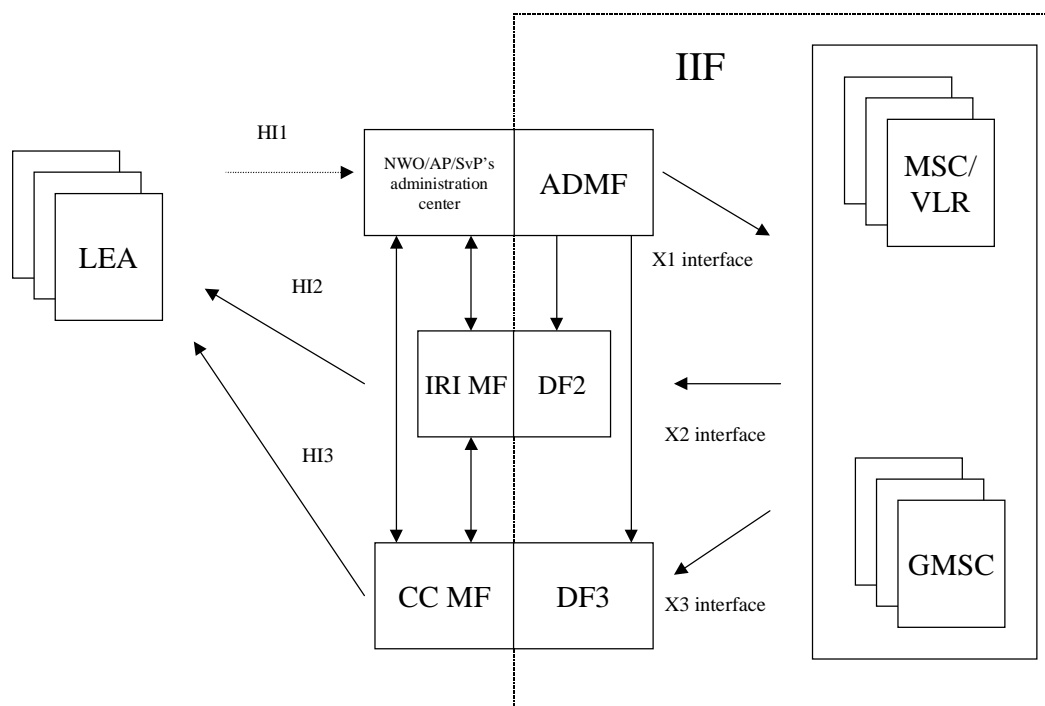 IIF
HI1
NWO/AP/SvP's
administration
center
ADMF
MSC/
VLR
LEA
X1 interface
HI2
IRI MF
DF2
X2 interface
HI3
GMSC
CC MF
DF3
X3 interface